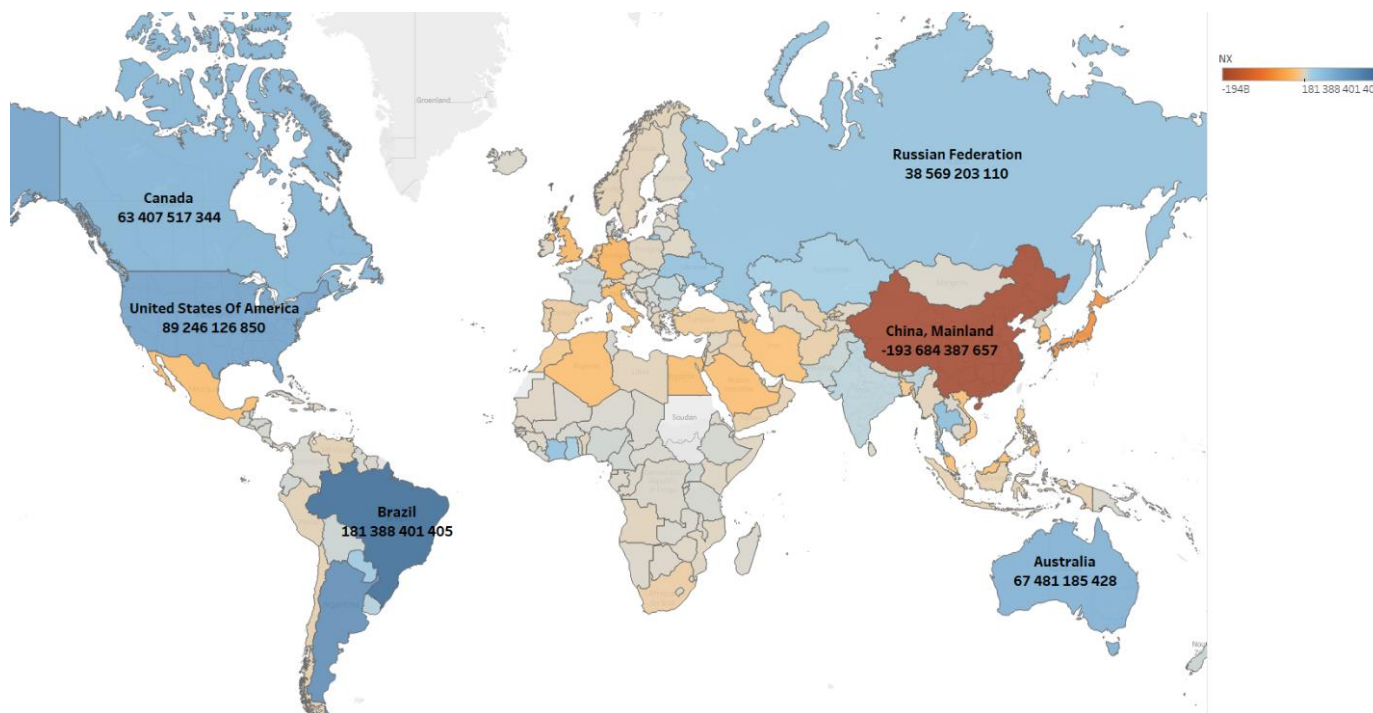 NX
-194B 181 388 401 40
Groenland
Russian Federation
38 569 203 110
Canada
63 407 517 344
United States Of America
89 246 126 850
China, Mainland
-193 684 387 657
Soudan
Brazil
181 388 401 405
Australia
67 481 185 428